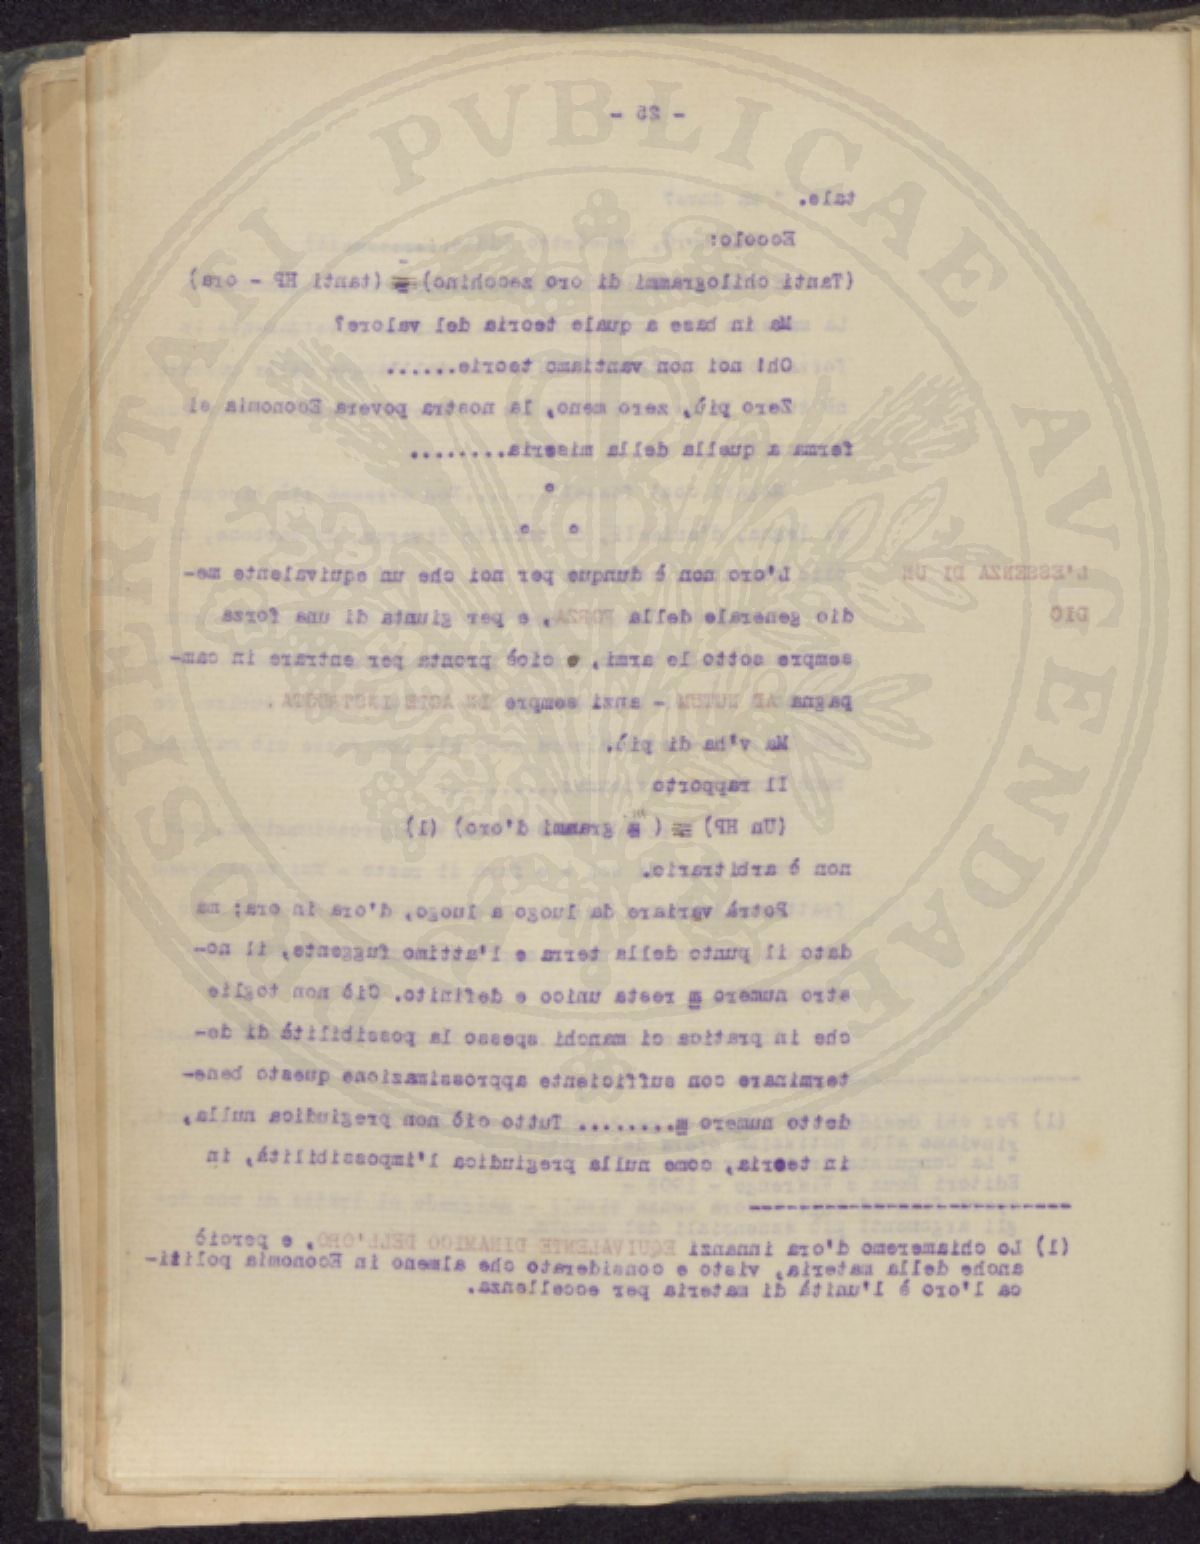 - 25 -
tale.
Eccolo:
(Tanti chilogrammi di oro zecchino) = (tanti HP - ora)
Ma in base a quale teoria del valore?
Oh! noi non vantiamo teorie......
Zero più, zero meno, la nostra povera Economia si
ferma a quella della miseria........
°
° °
L'ESSENZA DI UN
DIO
L'oro non è dunque per noi che un equivalente me-
dio generale della FORZA, e per giunta di una forza
sempre sotto le armi, e cioè pronta per entrare in cam-
pagna AD NUTUM - anzi sempre IN ACIE INSTRUCTA.
Ma v'ha di più.
Il rapporto
(Un HP) = ( m grammi d'oro) (1)
non è arbitrario.
Potrà variare da luogo a luogo, d'ora in ora; ma
dato il punto della terra e l'attimo fuggente, il no-
stro numero m resta unico e definito. Ciò non toglie
che in pratica ci manchi spesso la possibilità di de-
terminare con sufficiente approssimazione questo bene-
detto numero m........ Tutto ciò non pregiudica nulla,
in teoria, come nulla pregiudica l'impossibilità, in
(1) Lo chiameremo d'ora innanzi EQUIVALENTE DINAMICO DELL'ORO, e perciò
anche della materia, visto e considerato che almeno in Economia politi-
ca l'oro è l'unità di materia per eccellenza.
PROSPERITATI PVBLICAE AVGENDAE